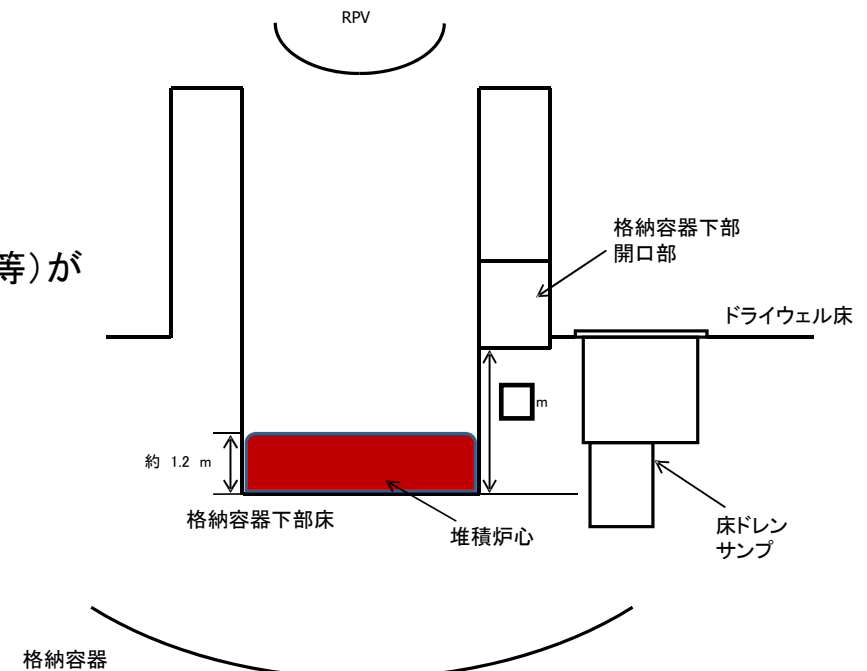 RPV
等)が
格納容器下部
開口部
ドライウェル床
m
約 1.2 m
格納容器下部床
堆積炉心
床ドレン
サンプ
格納容器